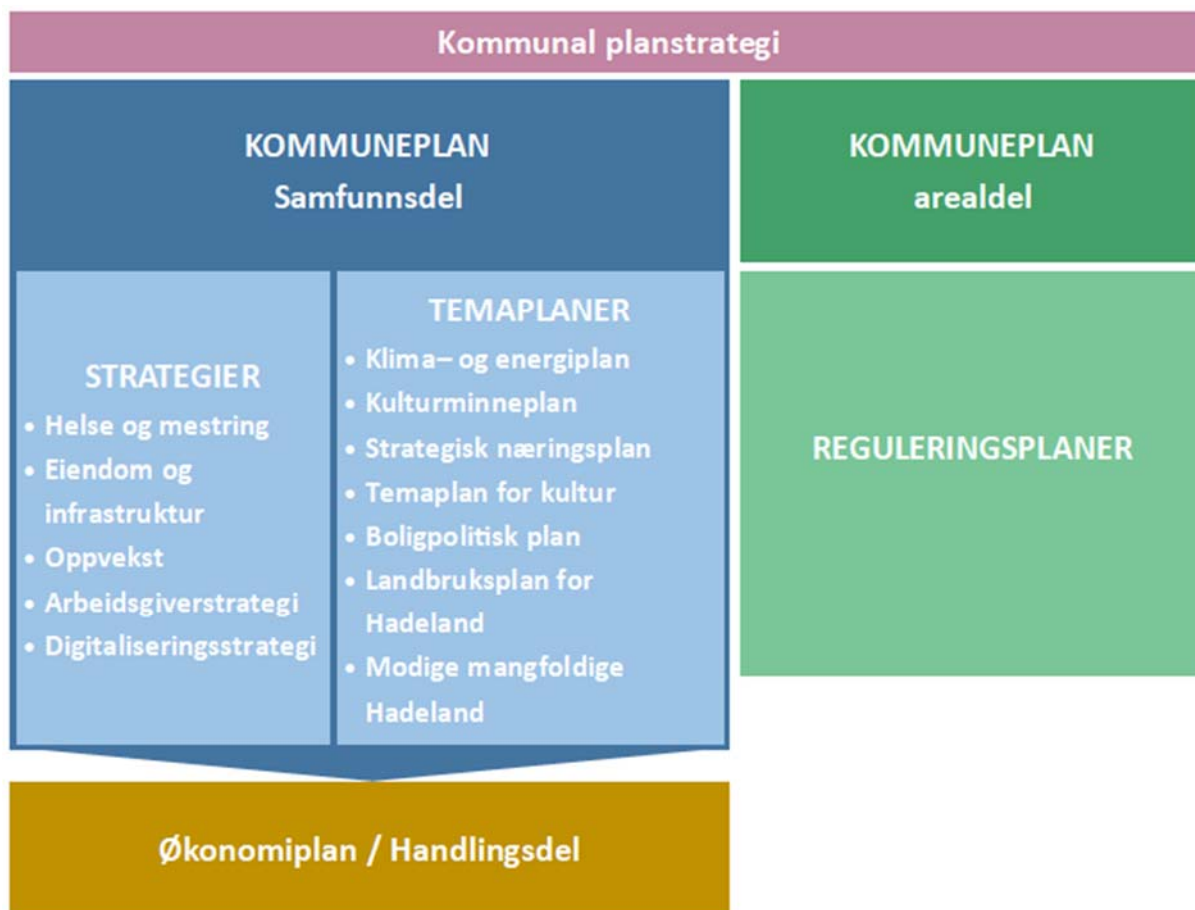 Kommunal planstrategi
KOMMUNEPLAN
Samfunnsdel
STRATEGIER
• Helse og mestring
• Eiendom og
infrastruktur
• Oppvekst
• Arbeidsgiverstrategi
• Digitaliseringsstrategi
TEMAPLANER
• Klima– og energiplan
• Kulturminneplan
• Strategisk næringsplan
• Temaplan for kultur
• Boligpolitisk plan
• Landbruksplan for
Hadeland
• Modige mangfoldige
Hadeland
Økonomiplan / Handlingsdel
KOMMUNEPLAN
arealdel
REGULERINGSPLANER